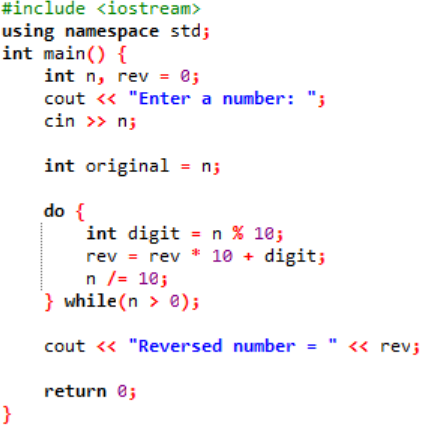 #include <iostream>
using namespace std;
int main() {
    int n, rev = 0;
    cout << "Enter a number: ";
    cin >> n;

    int original = n;

    do {
        int digit = n % 10;
        rev = rev * 10 + digit;
        n /= 10;
    } while(n > 0);

    cout << "Reversed number = " << rev;

    return 0;
}